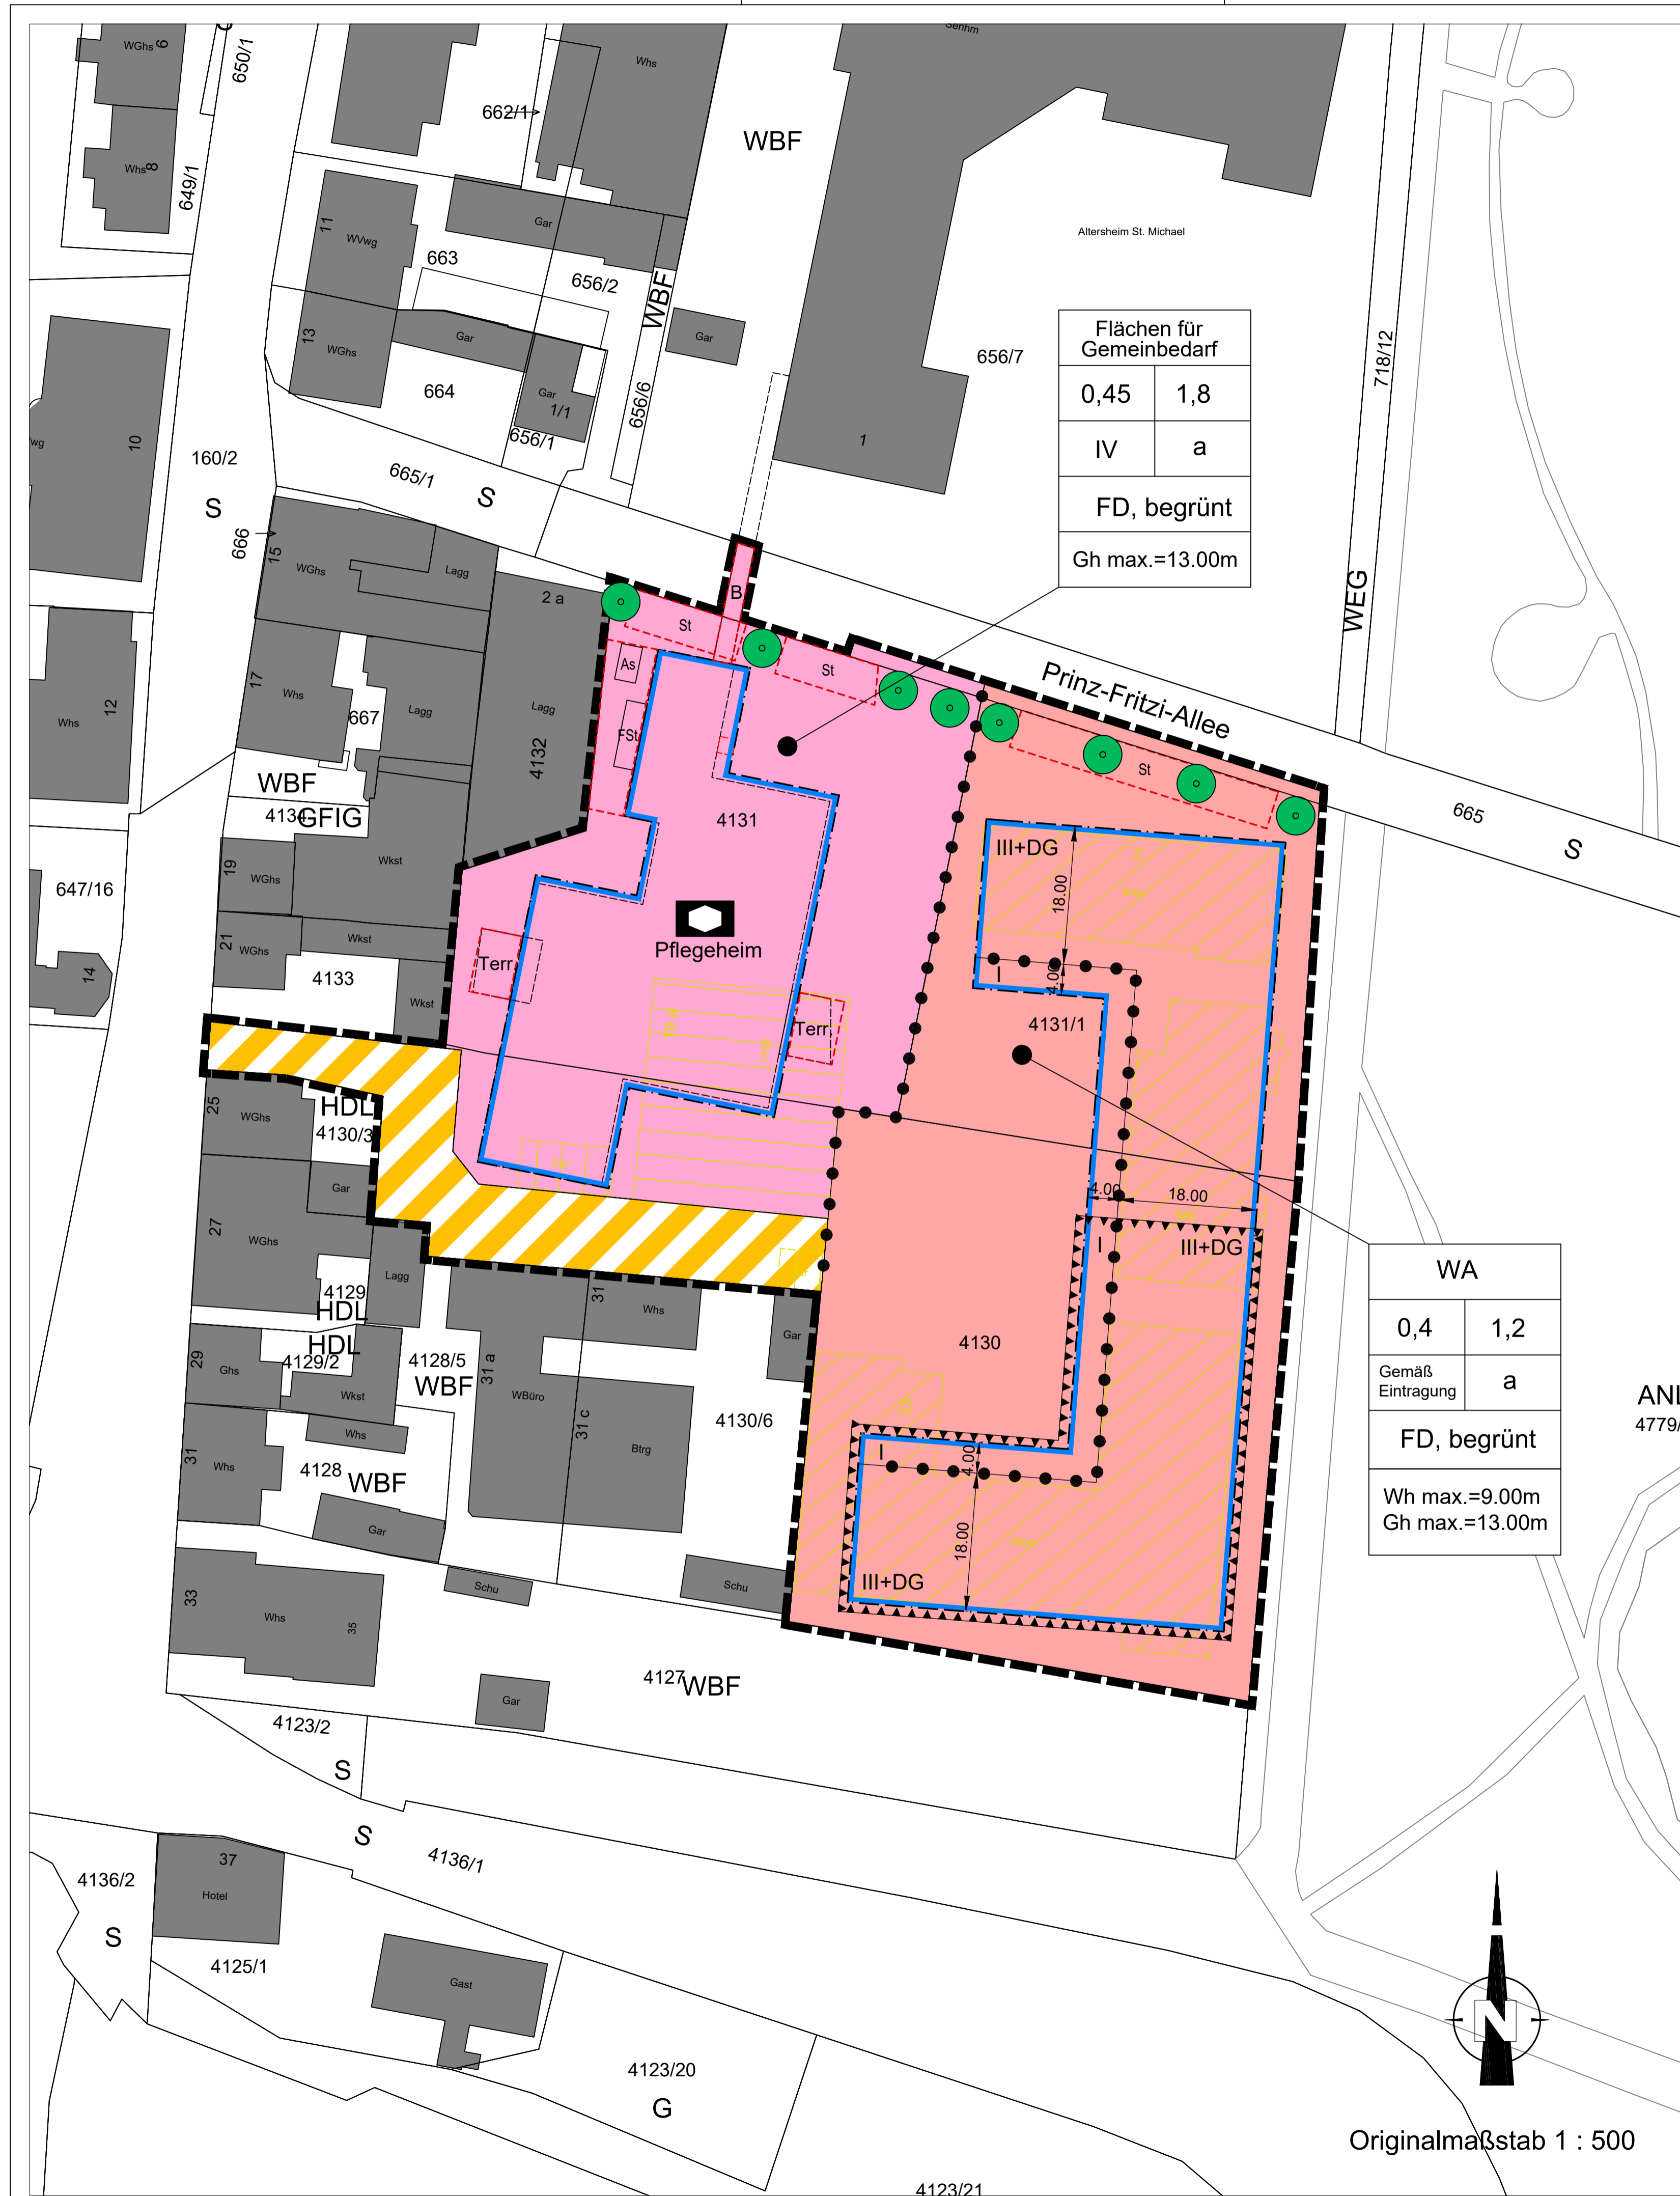 WGhs
6
650/1
Whs
8
649/1
662/1
Whs
WBF
Altersheim St. Michael
11
WVwg
663
Gar
656/2
WBF
Gar
13
WGhs
Gar
664
Gar
1/1
656/1
656/6
656/7
718/12
1
10
160/2
S
665/1
S
666
15
WGhs
Lagg
2 a
WEG
Flächen für
Gemeinbedarf
0,45
1,8
IV
a
FD, begrünt
Gh max.=13.00m
B
St
St
As
FSt
Prinz-Fritzi-Allee
St
665
S
17
Whs
667
Lagg
Lagg
4132
12
Whs
WBF
4134
GFIG
Wkst
4131
III+DG
18.00
2
19
WGhs
647/16
21
WGhs
Wkst
4133
Wkst
14
Pflegeheim
Terr
Terr
I
4.00
4131/1
25
WGhs
HDL
4130/3
Gar
27
WGhs
Lagg
4129
HDL
4.00
18.00
I
III+DG
31
Whs
Gar
4130
WA
0,4
1,2
Gemäß
Eintragung
a
FD, begrünt
Wh max.=9.00m
Gh max.=13.00m
29
Ghs
HDL
4129/2
Wkst
4128/5
WBF
31 a
WBüro
31 c
Btrg
4130/6
31
Whs
Whs
4128
WBF
Gar
I
4.00
18.00
III+DG
33
Whs
35
Schu
Schu
4127
WBF
Gar
4123/2
S
S
4136/1
4136/2
S
37
Hotel
4125/1
Gast
4123/20
G
4123/21
N
Originalmaßstab 1 : 500